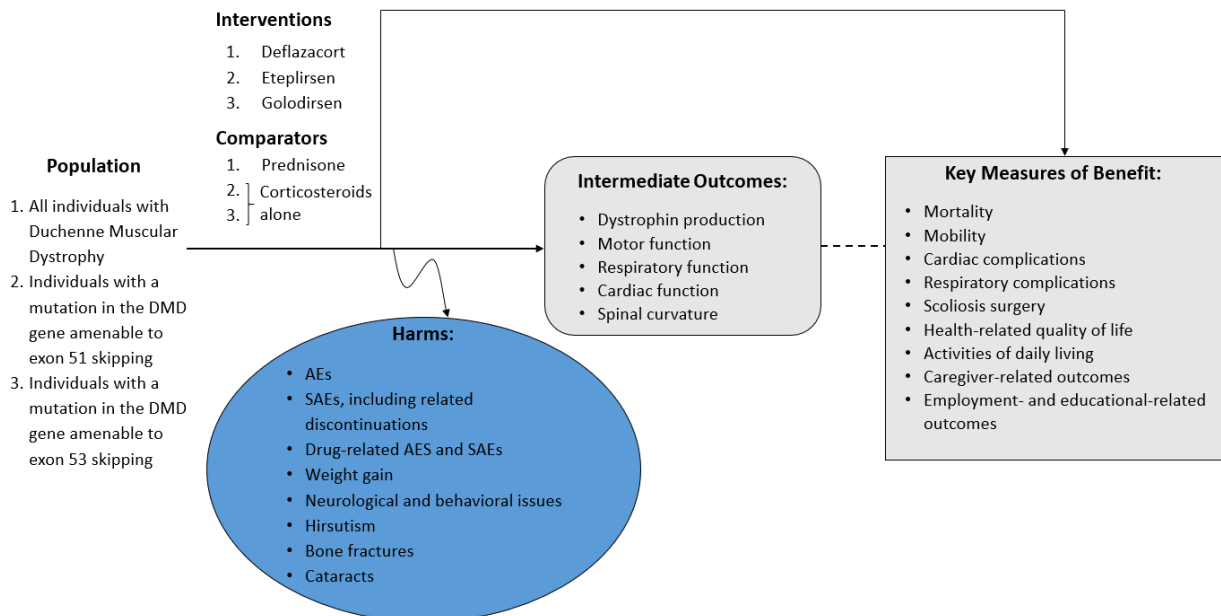 Interventions
1. Deflazacort
2. Eteplirsen
3. Golodirsen
Comparators
1. Prednisone
2. Corticosteroids
3. alone
Population
1. All individuals with
Duchenne Muscular
Dystrophy
2. Individuals with a
mutation in the DMD
gene amenable to
exon 51 skipping
3. Individuals with a
mutation in the DMD
gene amenable to
exon 53 skipping
Intermediate Outcomes:
• Dystrophin production
• Motor function
• Respiratory function
• Cardiac function
• Spinal curvature
Key Measures of Benefit:
• Mortality
• Mobility
• Cardiac complications
• Respiratory complications
• Scoliosis surgery
• Health-related quality of life
• Activities of daily living
• Caregiver-related outcomes
• Employment- and educational-related
outcomes
Harms:
• AEs
• SAEs, including related
discontinuations
• Drug-related AES and SAEs
• Weight gain
• Neurological and behavioral issues
• Hirsutism
• Bone fractures
• Cataracts